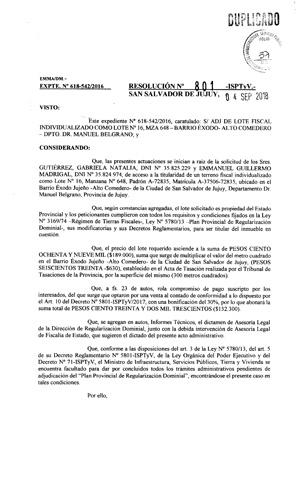 DUPLICADO
EMMA/DM.-
EXPTE. Nº 618-542/2016
RESOLUCIÓN Nº 801 -ISPTyV.-
SAN SALVADOR DE JUJUY, 04 SEP 2018
VISTO:
Este expediente Nº 618-542/2016, caratulado: S/ ADJ DE LOTE FISCAL
INDIVIDUALIZADO COMO LOTE Nº 16, MZA 648 – BARRIO ÉXODO- ALTO COMEDERO
– DPTO. DR. MANUEL BELGRANO, y
CONSIDERANDO:
Que, las presentes actuaciones se inician a raíz de la solicitud de los Sres.
GUTIÉRREZ, GABRIELA NATALIA, DNI Nº 35.825.229 y EMMANUEL GUILLERMO
MADRIGAL, DNI Nº 35.824.974, de acceso a la titularidad de un terreno fiscal individualizado
como Lote Nº 16, Manzana Nº 648, Padrón A-72835, Matrícula A-37506-72835, ubicado en el
Barrio Éxodo Jujeño -Alto Comedero- de la Ciudad de San Salvador de Jujuy, Departamento Dr.
Manuel Belgrano, Provincia de Jujuy.
Que, según constancias agregadas, el lote solicitado es propiedad del Estado
Provincial y los peticionantes cumplieron con todos los requisitos y condiciones fijados en la Ley
Nº 3169/74 –Régimen de Tierras Fiscales-, Ley Nº 5780/13 –Plan Provincial de Regularización
Dominial-, sus modificatorias y sus Decretos Reglamentarios, para ser titular del inmueble en
cuestión.
Que, el precio del lote requerido asciende a la suma de PESOS CIENTO
OCHENTA Y NUEVE MIL ($189.000), suma que surge de multiplicar el valor del metro cuadrado
en el Barrio Éxodo Jujeño -Alto Comedero- de la Ciudad de San Salvador de Jujuy, (PESOS
SEISCIENTOS TREINTA -$630), establecido en el Acta de Tasación realizada por el Tribunal de
Tasaciones de la Provincia, por la superficie del mismo (300 metros cuadrados)
Que, a fs. 23 de autos, rola compromiso de pago suscripto por los
interesados, del que surge que optaron por una venta al contado de conformidad a lo dispuesto por
el Art. 10 del Decreto Nº 5801-ISPTyV/2017, con una bonificación del 30%, por lo que abonarán la
suma total de PESOS CIENTO TREINTA Y DOS MIL TRESCIENTOS ($132.300).
Que, se agregan en autos, Informes Técnicos, el dictamen de Asesoría Legal
de la Dirección de Regularización Dominial, junto con la debida intervención de Asesoría Legal
de Fiscalía de Estado, que sugieren el dictado del presente acto administrativo.
Que, conforme a las disposiciones del art. 3 de la Ley Nº 5780/13, del art. 5
de su Decreto Reglamentario Nº 5801-ISPTyV, de la Ley Orgánica del Poder Ejecutivo y del
Decreto Nº 71-ISPTyV, el Ministro de Infraestructura, Servicios Públicos, Tierra y Vivienda se
encuentra facultado para dar por concluidos todos los trámites administrativos pendientes de
adjudicación del “Plan Provincial de Regularización Dominial”, encontrándose el presente caso en
tales condiciones.
Por ello,